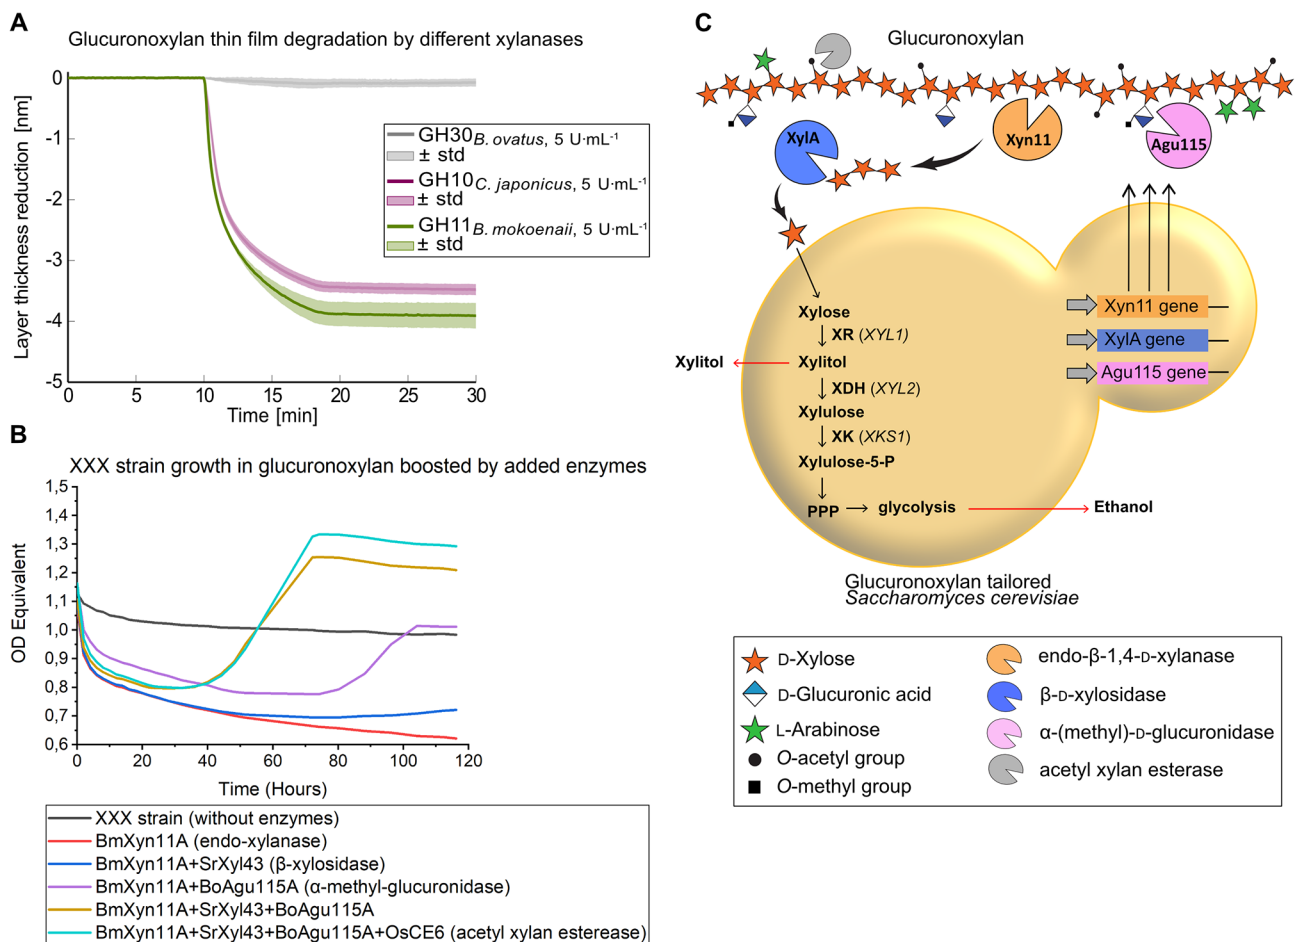 A
Glucuronoxylan thin film degradation by different xylanases
Layer thickness reduction [nm]
0
-1
-2
-3
-4
-5
0
5
10
15
20
25
30
Time [min]
GH30 B. ovatus, 5 U·mL-1
± std
GH10 C. japonicus, 5 U·mL-1
± std
GH11 B. mokoenaii, 5 U·mL-1
± std
B
XXX strain growth in glucuronoxylan boosted by added enzymes
OD Equivalent
1,5
1,4
1,3
1,2
1,1
1,0
0,9
0,8
0,7
0,6
0
20
40
60
80
100
120
Time (Hours)
XXX strain (without enzymes)
BmXyn11A (endo-xylanase)
BmXyn11A+SrXyl43 (β-xylosidase)
BmXyn11A+BoAgu115A (α-methyl-glucuronidase)
BmXyn11A+SrXyl43+BoAgu115A
BmXyn11A+SrXyl43+BoAgu115A+OsCE6 (acetyl xylan esterease)
C
Glucuronoxylan
XylA
Xyn11
Agu115
Xylose
XR (XYL1)
Xylitol
Xylitol
XDH (XYL2)
Xylulose
XK (XKS1)
Xylulose-5-P
PPP
glycolysis
Ethanol
Xyn11 gene
XylA gene
Agu115 gene
Glucuronoxylan tailored
Saccharomyces cerevisiae
D-Xylose
D-Glucuronic acid
L-Arabinose
O-acetyl group
O-methyl group
endo-β-1,4-D-xylanase
β-D-xylosidase
α-(methyl)-D-glucuronidase
acetyl xylan esterase